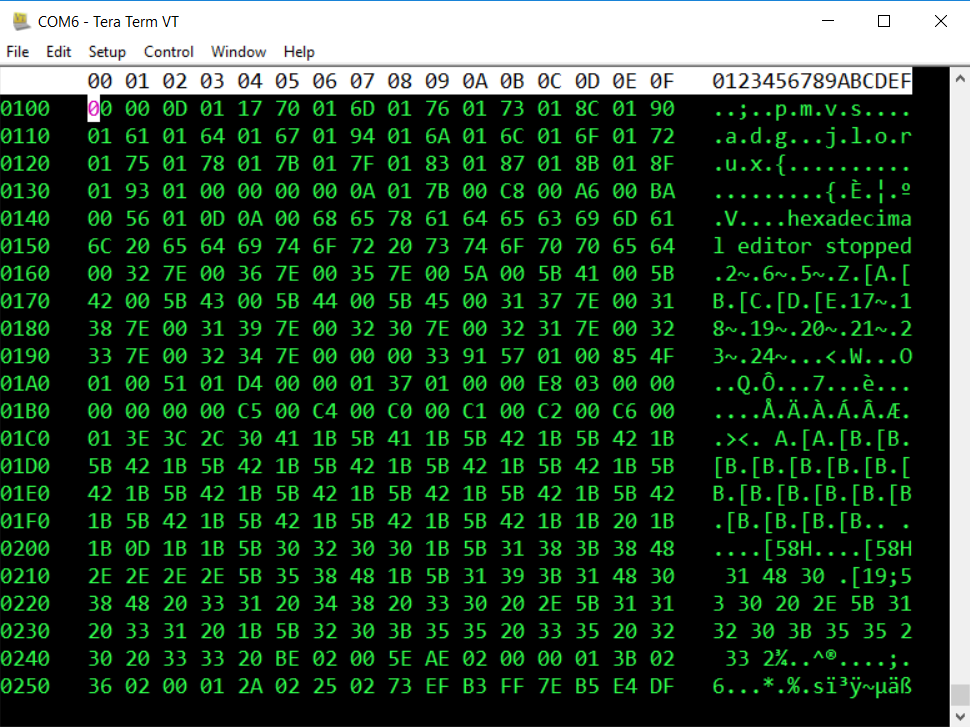 COM6 - Tera Term VT
File Edit Setup Control Window Help
00 01 02 03 04 05 06 07 08 09 0A 0B 0C 0D 0E 0F 0123456789ABCDEF
0100 00 00 0D 01 17 70 01 6D 01 76 01 73 01 8C 01 90 ..;..p.m.v.s....
0110 01 61 01 64 01 67 01 94 01 6A 01 6C 01 6F 01 72 .a.d.g...j.l.o.r
0120 01 75 01 78 01 7B 01 7F 01 83 01 87 01 8B 01 8F .u.x.{..........
0130 01 93 01 00 00 00 00 0A 01 7B 00 C8 00 A6 00 BA .........{.È.¦.º
0140 00 56 01 0D 0A 00 68 65 78 61 64 65 63 69 6D 61 .V....hexadecima
0150 6C 20 65 64 69 74 6F 72 20 73 74 6F 70 70 65 64 l editor stopped
0160 00 32 7E 00 36 7E 00 35 7E 00 5A 00 5B 41 00 5B .2~.6~.5~.Z.[A.[
0170 42 00 5B 43 00 5B 44 00 5B 45 00 31 37 7E 00 31 B.[C.[D.[E.17~.1
0180 38 7E 00 31 39 7E 00 32 30 7E 00 32 31 7E 00 32 8~.19~.20~.21~.2
0190 33 7E 00 32 34 7E 00 00 00 33 91 57 01 00 85 4F 3~.24~...<.W...O
01A0 01 00 51 01 D4 00 00 01 37 01 00 00 E8 03 00 00 ..Q.Ô...7...è...
01B0 00 00 00 00 C5 00 C4 00 C0 00 C1 00 C2 00 C6 00 ....Å.Ä.À.Á.Â.Æ.
01C0 01 3E 3C 2C 30 41 1B 5B 41 1B 5B 42 1B 5B 42 1B .><. A.[A.[B.[B.
01D0 5B 42 1B 5B 42 1B 5B 42 1B 5B 42 1B 5B 42 1B 5B [B.[B.[B.[B.[B.[
01E0 42 1B 5B 42 1B 5B 42 1B 5B 42 1B 5B 42 1B 5B 42 B.[B.[B.[B.[B.[B
01F0 1B 5B 42 1B 5B 42 1B 5B 42 1B 5B 42 1B 1B 20 1B .[B.[B.[B.[B.. .
0200 1B 0D 1B 1B 5B 30 32 30 30 1B 5B 31 38 3B 38 48 ....[58H....[58H
0210 2E 2E 2E 2E 5B 35 38 48 1B 5B 31 39 3B 31 48 30 31 48 30 .[19;5
0220 38 48 20 33 31 20 34 38 20 33 30 20 2E 5B 31 31 3 30 20 2E 5B 31
0230 20 33 31 20 1B 5B 32 30 3B 35 35 20 33 35 20 32 32 30 3B 35 35 2
0240 30 20 33 33 20 BE 02 00 5E AE 02 00 00 01 3B 02 33 2¾..^®....;.
0250 36 02 00 01 2A 02 25 02 73 EF B3 FF 7E B5 E4 DF 6...*.%.sï³ÿ~µäß